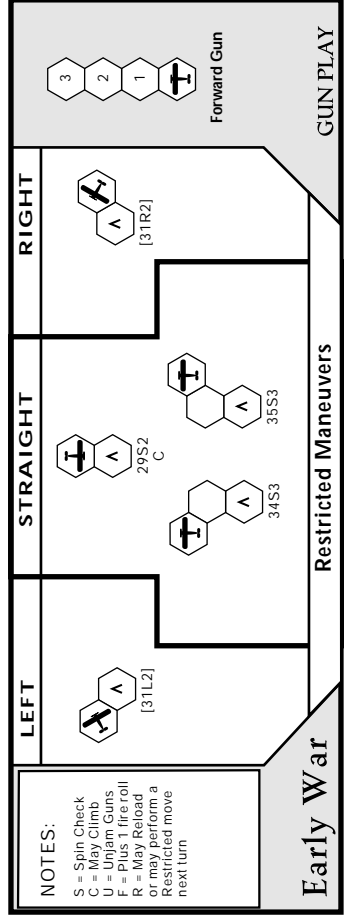 NOTES:
S = Spin Check
C = May Climb
U = Unjam Guns
F = Plus 1 fire roll
R = May Reload
or may perform a
Restricted move
next turn
Early War
LEFT
[31L2]
STRAIGHT
29S2
C
34S3
35S3
RIGHT
[31R2]
Restricted Maneuvers
3
2
1
Forward Gun
GUN PLAY